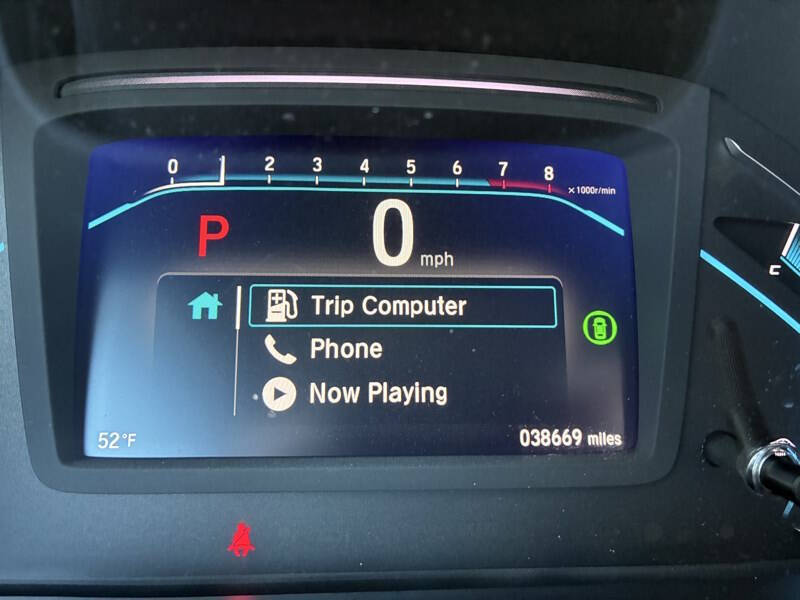 0 2 3 4 5 6 7 8
×1000r/min
P 0 mph
Trip Computer
Phone
Now Playing
52°F
038669 miles
C